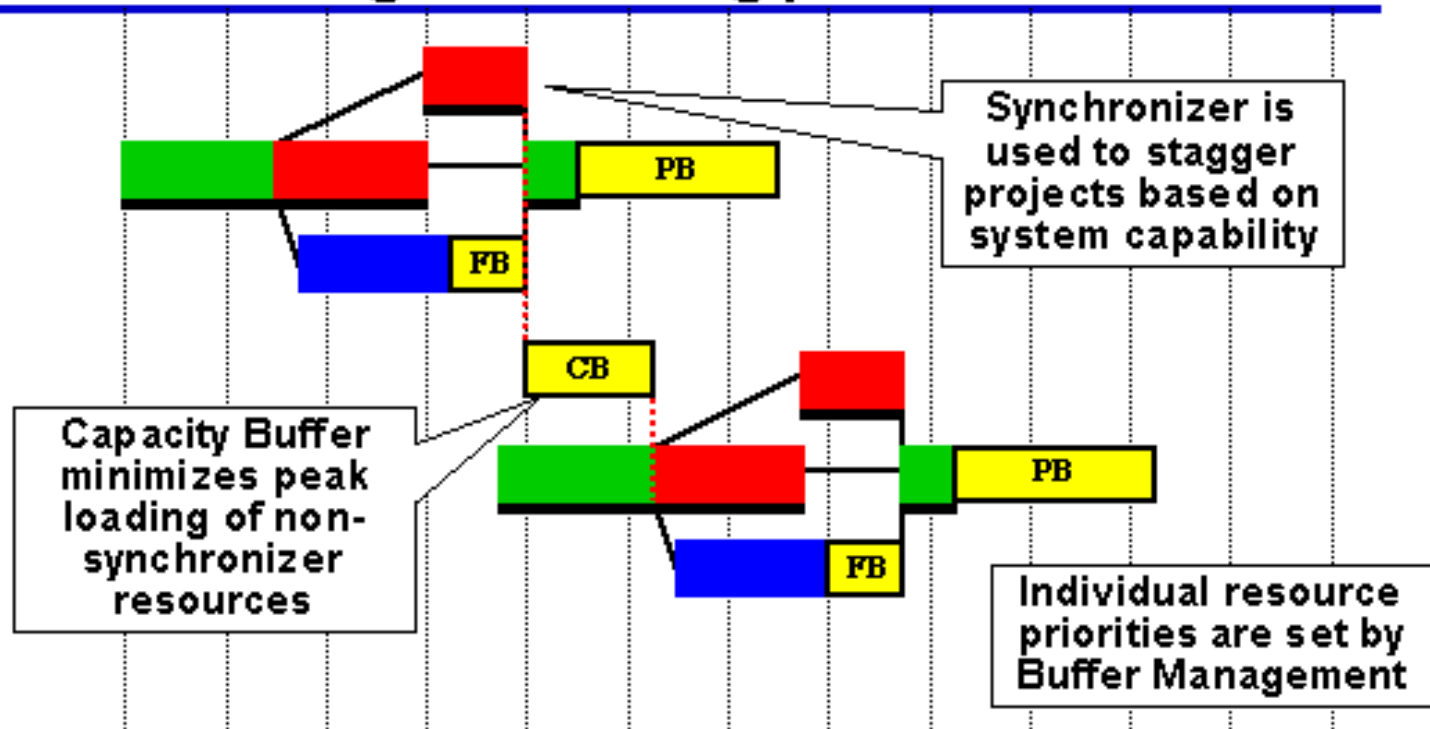 PB
Synchronizer is
used to stagger
projects based on
system capability
FB
CB
Capacity Buffer
minimizes peak
loading of non-
synchronizer
resources
PB
FB
Individual resource
priorities are set by
Buffer Management